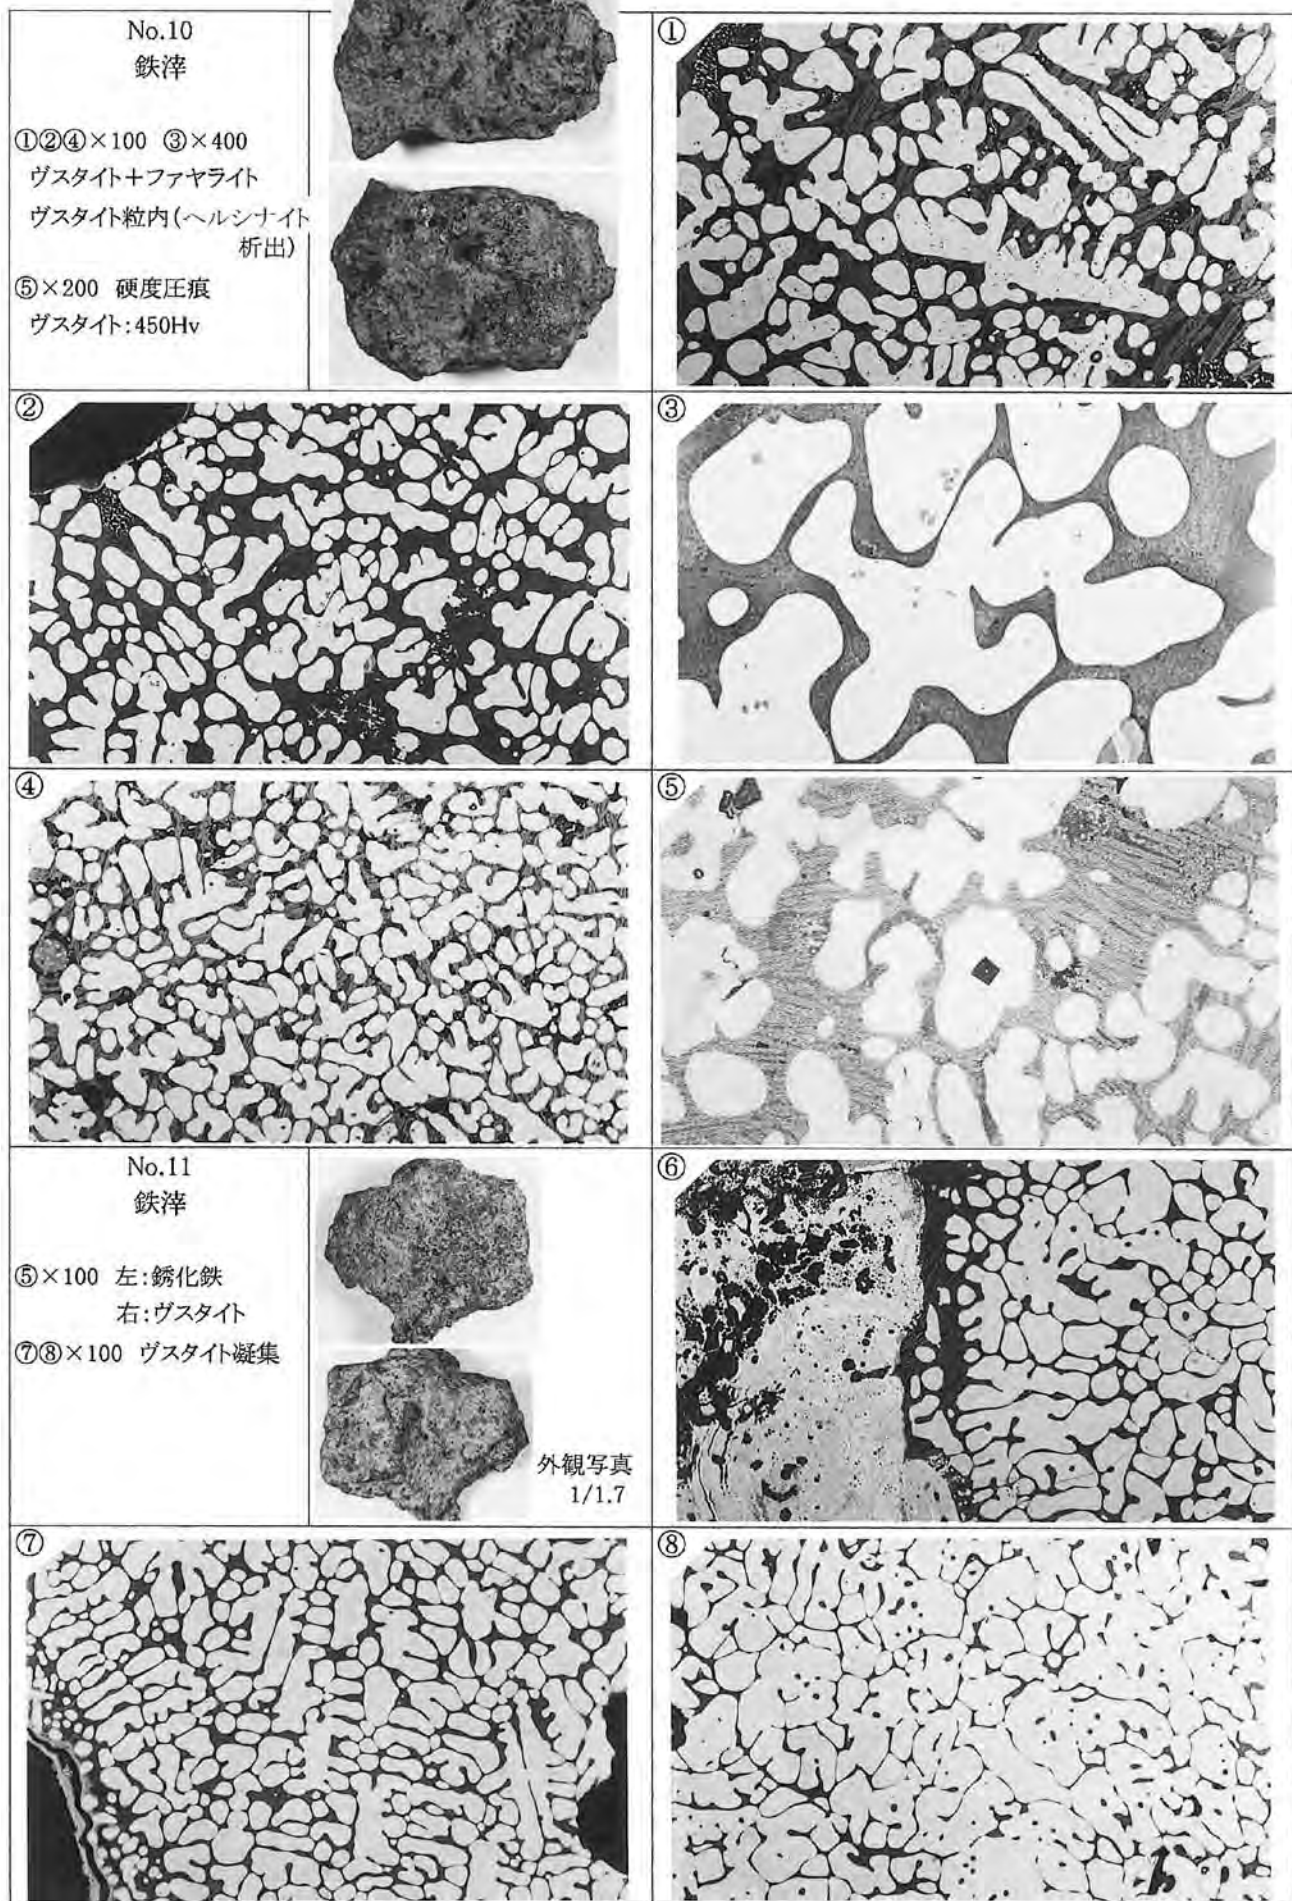 No.10
鉄滓
①②④×100 ③×400
ヴスタイト+ファヤライト
ヴスタイト粒内(ヘルシナイト
析出)
⑤×200 硬度圧痕
ヴスタイト:450Hv
①
②
③
④
⑤
No.11
鉄滓
⑤×100 左:銹化鉄
右:ヴスタイト
⑦⑧×100 ヴスタイト凝集
外観写真
1/1.7
⑥
⑦
⑧